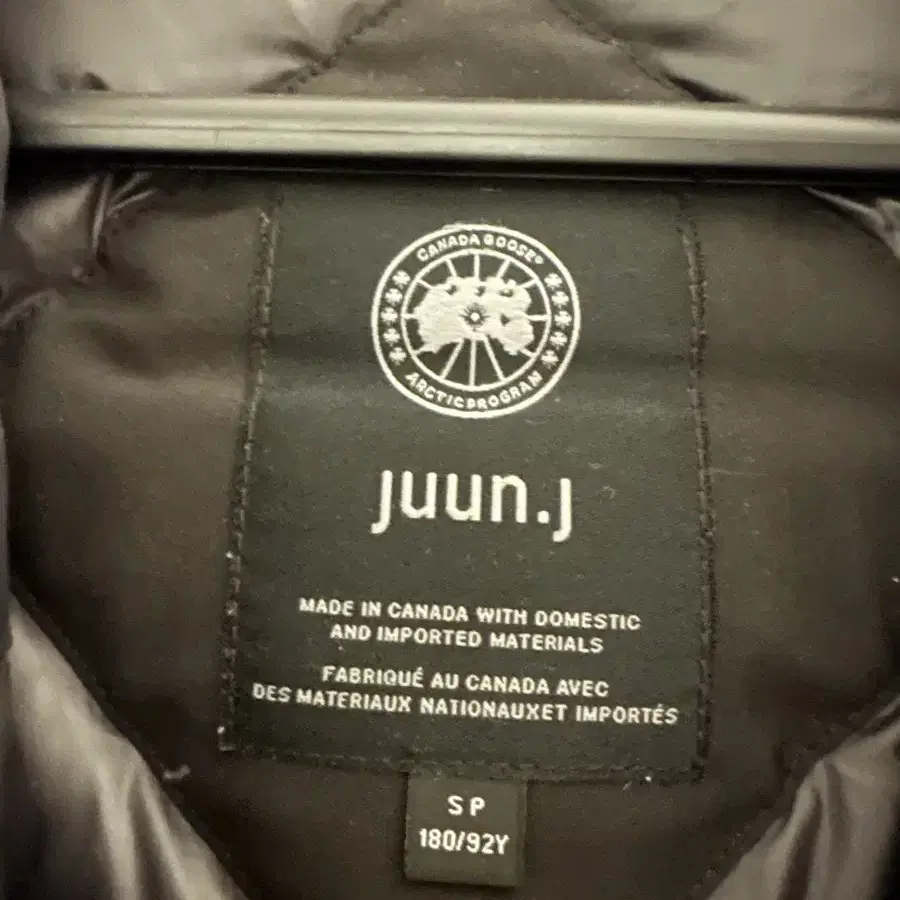 CANADA GOOSE®
ARCTIC PROGRAM
juun.j
MADE IN CANADA WITH DOMESTIC
AND IMPORTED MATERIALS
FABRIQUÉ AU CANADA AVEC
DES MATERIAUX NATIONAUXET IMPORTÉS
S P
180/92Y